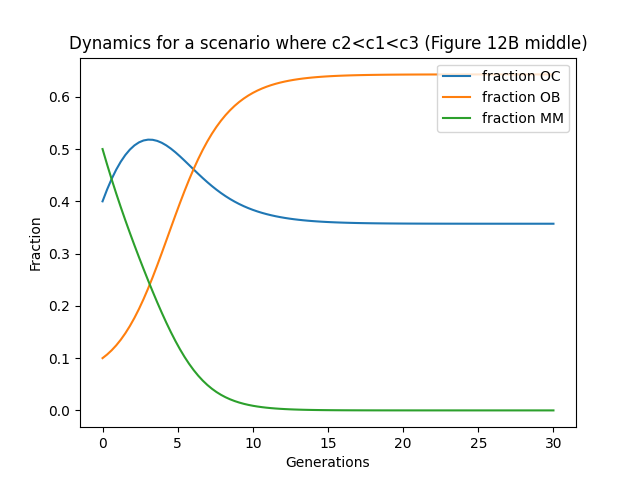 Dynamics for a scenario where c2<c1<c3 (Figure 12B middle)
fraction OC
fraction OB
fraction MM
Fraction
0.6
0.5
0.4
0.3
0.2
0.1
0.0
0 5 10 15 20 25 30
Generations